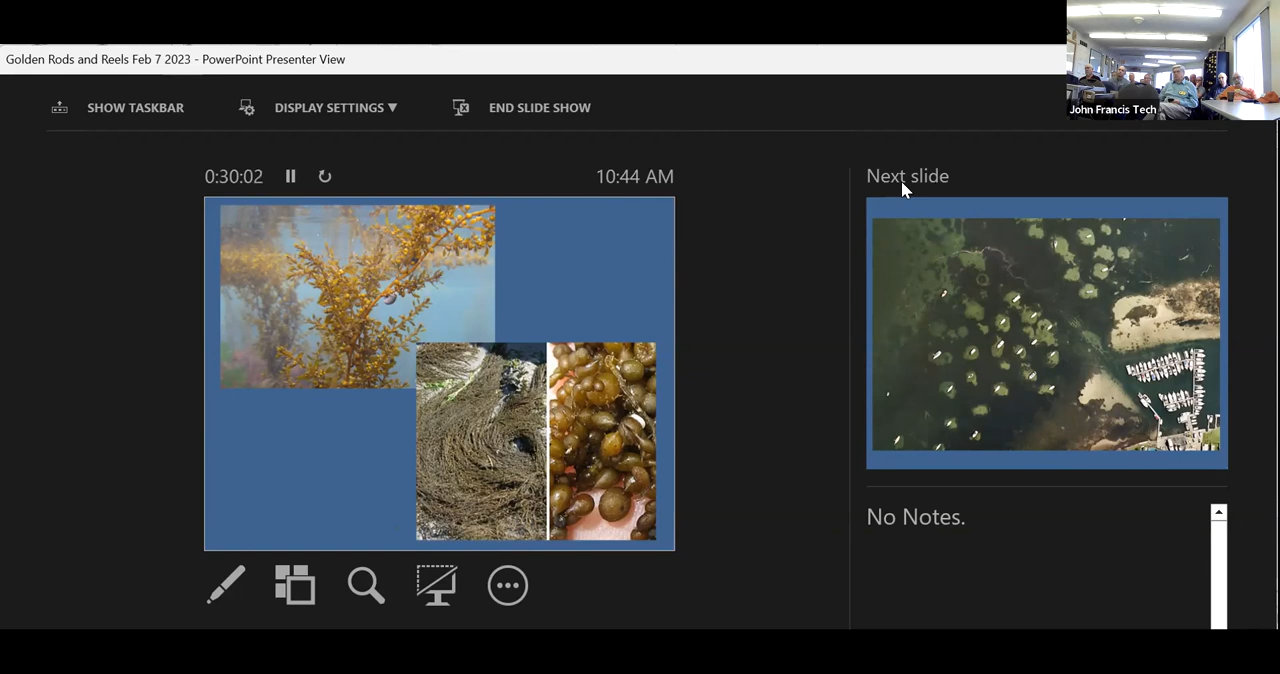 Golden Rods and Reels Feb 7 2023 - PowerPoint Presenter View
John Francis Tech
SHOW TASKBAR
DISPLAY SETTINGS ▼
END SLIDE SHOW
0:30:02
10:44 AM
Next slide
No Notes.